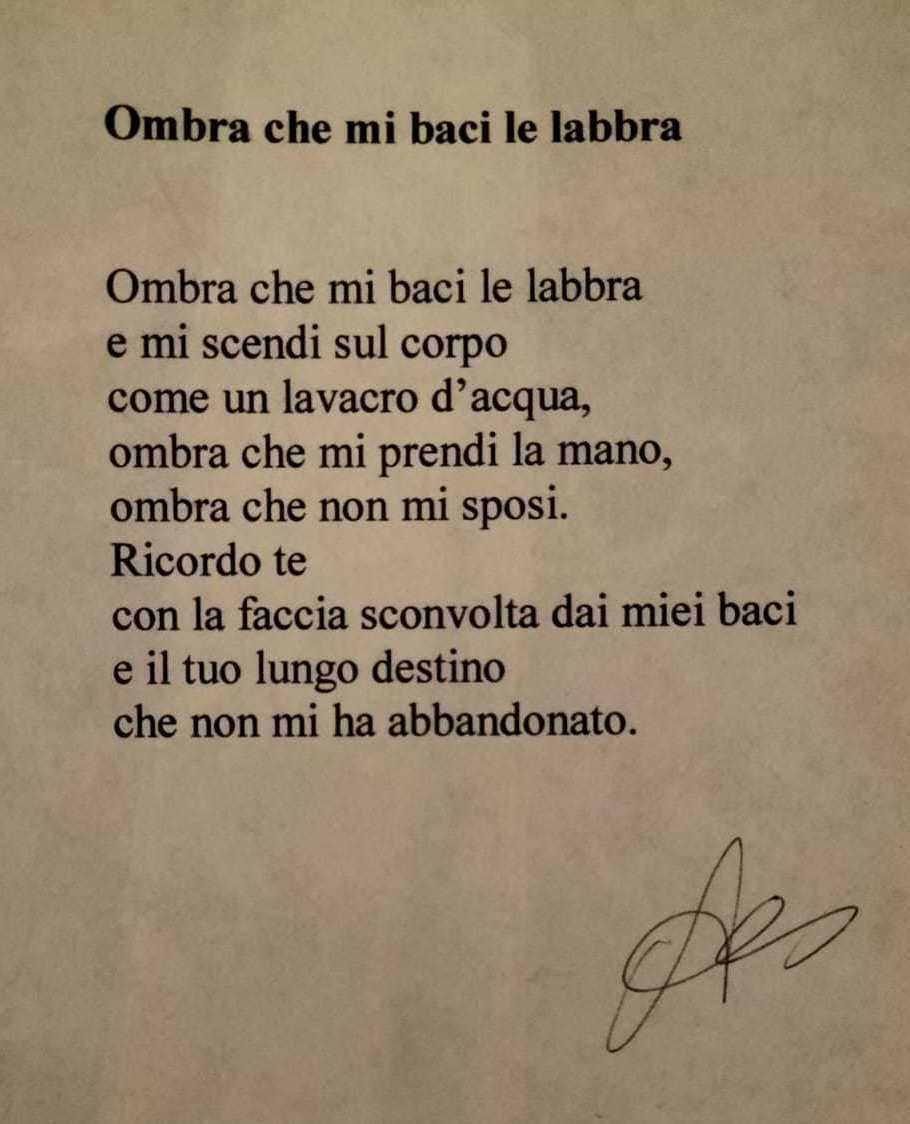 Ombra che mi baci le labbra
Ombra che mi baci le labbra
e mi scendi sul corpo
come un lavacro d’acqua,
ombra che mi prendi la mano,
ombra che non mi sposi.
Ricordo te
con la faccia sconvolta dai miei baci
e il tuo lungo destino
che non mi ha abbandonato.